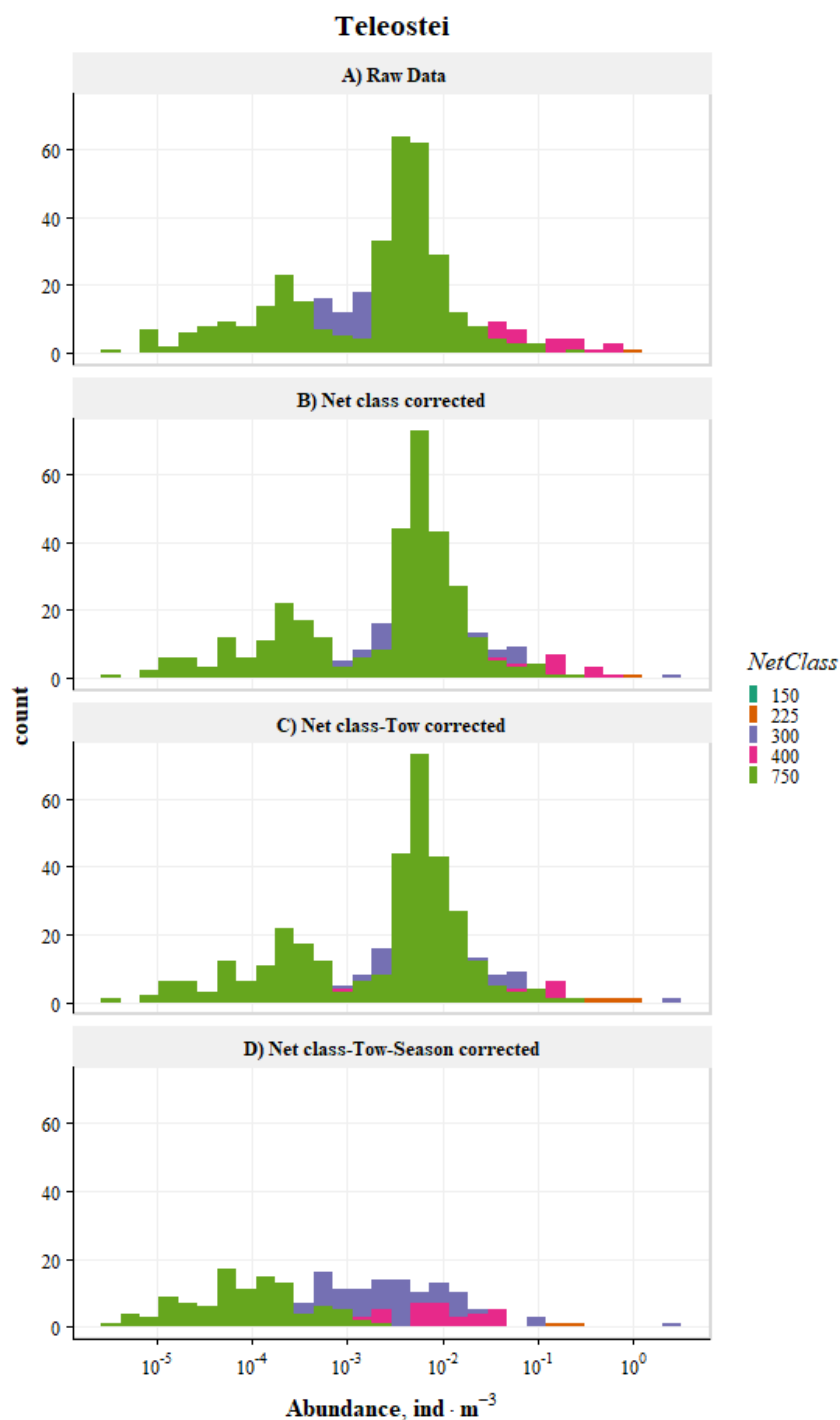 Teleostei
A) Raw Data
60
40
20
0
B) Net class corrected
60
40
20
0
C) Net class-Tow corrected
60
40
20
0
D) Net class-Tow-Season corrected
60
40
20
0
10⁻⁵ 10⁻⁴ 10⁻³ 10⁻² 10⁻¹ 10⁰
Abundance, ind · m⁻³
count
NetClass
150
225
300
400
750